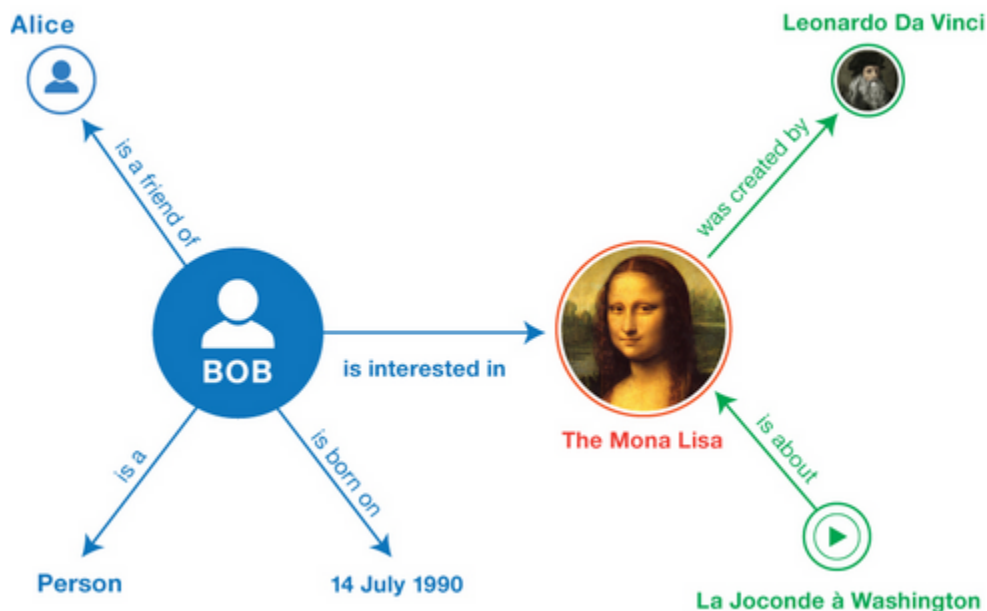 Alice
Leonardo Da Vinci
is a friend of
was created by
BOB
is interested in
The Mona Lisa
is a
is born on
is about
Person
14 July 1990
La Joconde à Washington